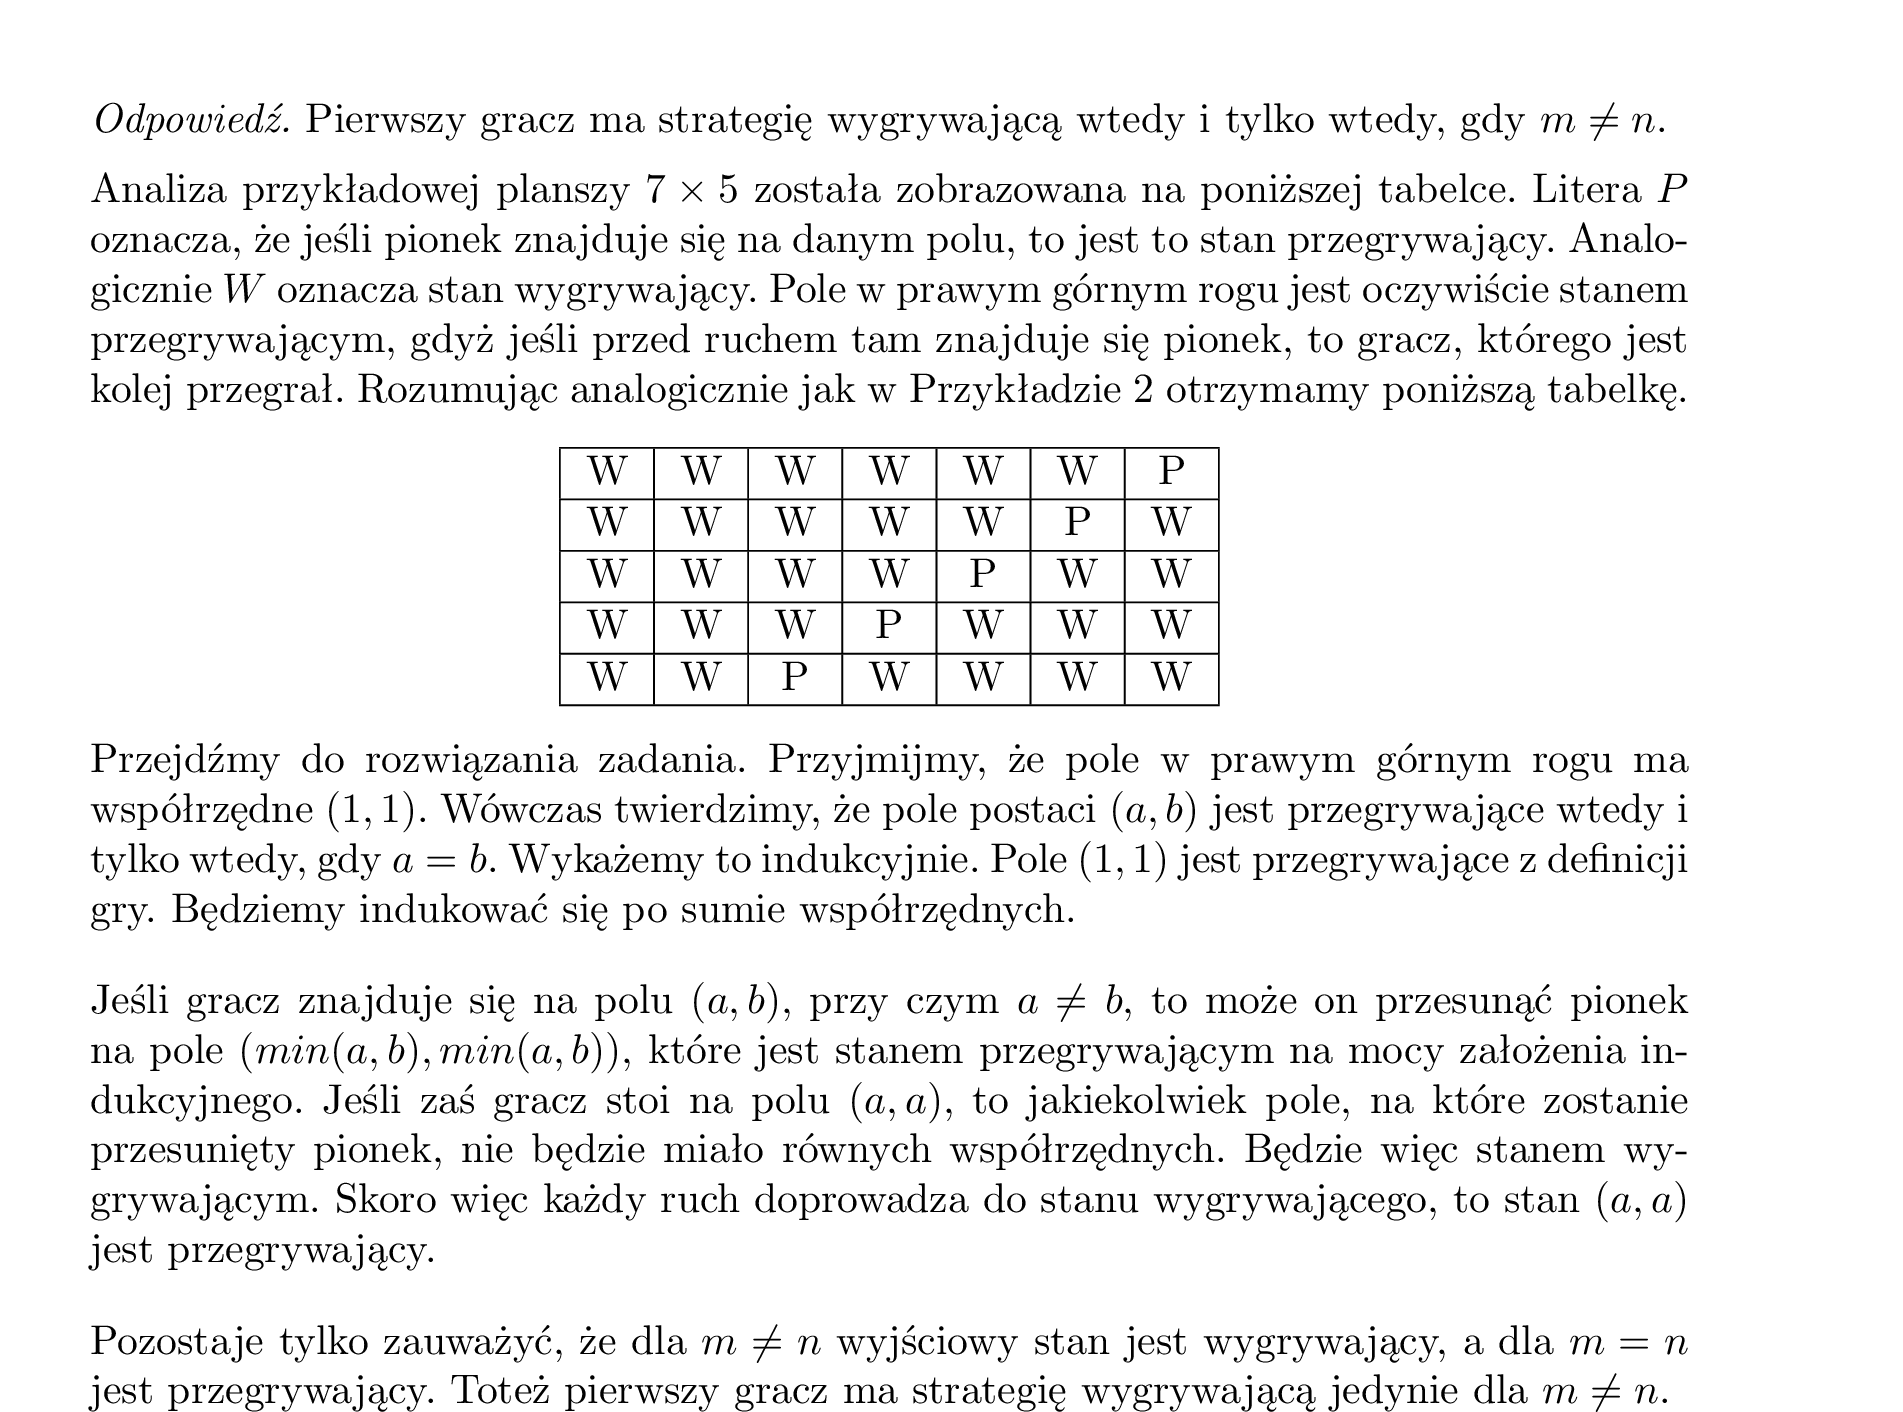 Odpowiedź. Pierwszy gracz ma strategię wygrywającą wtedy i tylko wtedy, gdy m ≠ n.
Analiza przykładowej planszy 7 × 5 została zobrazowana na poniższej tabelce. Litera P
oznacza, że jeśli pionek znajduje się na danym polu, to jest to stan przegrywający. Analo-
gicznie W oznacza stan wygrywający. Pole w prawym górnym rogu jest oczywiście stanem
przegrywającym, gdyż jeśli przed ruchem tam znajduje się pionek, to gracz, którego jest
kolej przegrał. Rozumując analogicznie jak w Przykładzie 2 otrzymamy poniższą tabelkę.
W W W W W W P
W W W W W P W
W W W W P W W
W W W P W W W
W W P W W W W
Przejdźmy do rozwiązania zadania. Przyjmijmy, że pole w prawym górnym rogu ma
współrzędne (1, 1). Wówczas twierdzimy, że pole postaci (a, b) jest przegrywające wtedy i
tylko wtedy, gdy a = b. Wykażemy to indukcyjnie. Pole (1, 1) jest przegrywające z definicji
gry. Będziemy indukować się po sumie współrzędnych.
Jeśli gracz znajduje się na polu (a, b), przy czym a ≠ b, to może on przesunąć pionek
na pole (min(a, b), min(a, b)), które jest stanem przegrywającym na mocy założenia in-
dukcyjnego. Jeśli zaś gracz stoi na polu (a, a), to jakiekolwiek pole, na które zostanie
przesunięty pionek, nie będzie miało równych współrzędnych. Będzie więc stanem wy-
grywającym. Skoro więc każdy ruch doprowadza do stanu wygrywającego, to stan (a, a)
jest przegrywający.
Pozostaje tylko zauważyć, że dla m ≠ n wyjściowy stan jest wygrywający, a dla m = n
jest przegrywający. Toteż pierwszy gracz ma strategię wygrywającą jedynie dla m ≠ n.